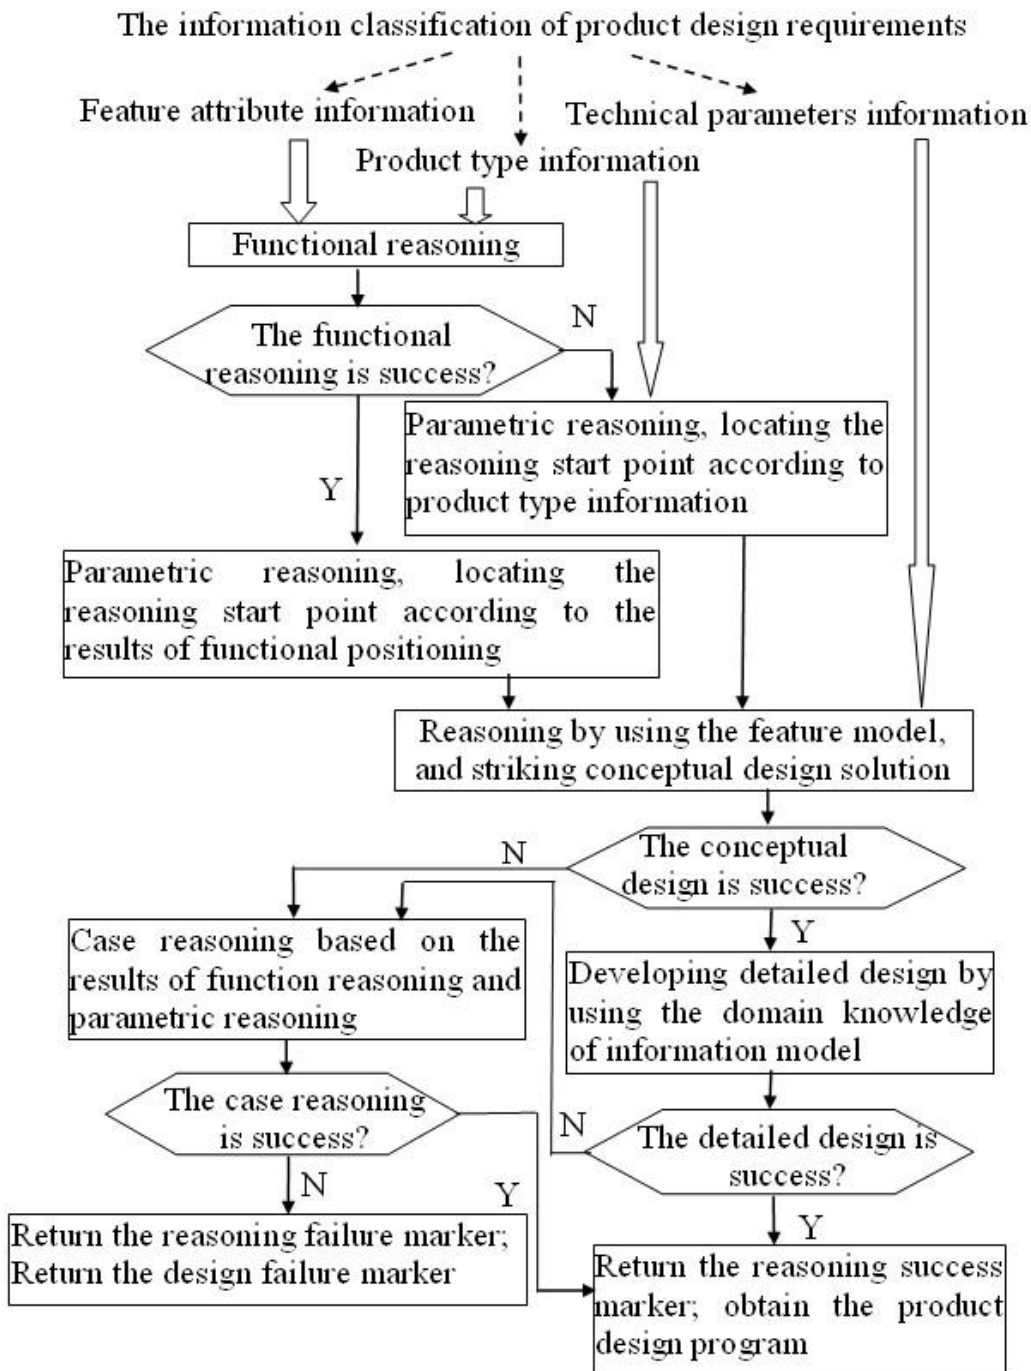 The information classification of product design requirements
Feature attribute information
Technical parameters information
Product type information
Functional reasoning
The functional
reasoning is success?
N
Parametric reasoning, locating the
reasoning start point according to
product type information
Y
Parametric reasoning, locating the
reasoning start point according to the
results of functional positioning
Reasoning by using the feature model,
and striking conceptual design solution
The conceptual
design is success?
N
Y
Case reasoning based on the
results of function reasoning and
parametric reasoning
Developing detailed design by
using the domain knowledge
of information model
The case reasoning
is success?
N
The detailed design is
success?
N
Y
Y
Return the reasoning failure marker;
Return the design failure marker
Return the reasoning success
marker; obtain the product
design program